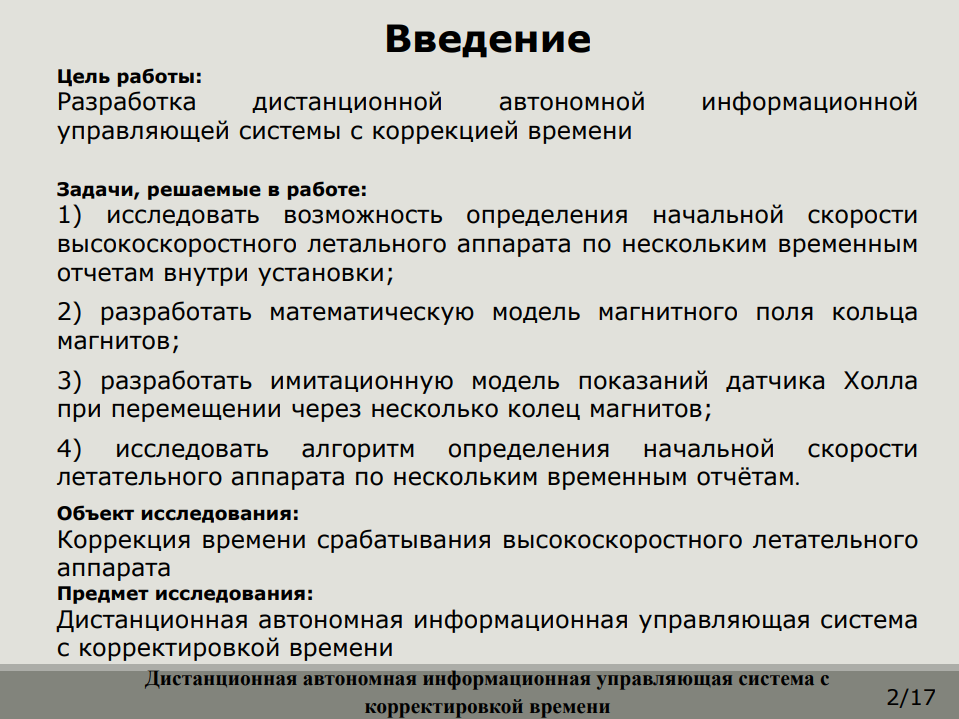 Введение
Цель работы:
Разработка дистанционной автономной информационной
управляющей системы с коррекцией времени
Задачи, решаемые в работе:
1) исследовать возможность определения начальной скорости
высокоскоростного летального аппарата по нескольким временным
отчетам внутри установки;
2) разработать математическую модель магнитного поля кольца
магнитов;
3) разработать имитационную модель показаний датчика Холла
при перемещении через несколько колец магнитов;
4) исследовать алгоритм определения начальной скорости
летательного аппарата по нескольким временным отчётам.
Объект исследования:
Коррекция времени срабатывания высокоскоростного летательного
аппарата
Предмет исследования:
Дистанционная автономная информационная управляющая система
с корректировкой времени
Дистанционная автономная информационная управляющая система с
корректировкой времени
2/17